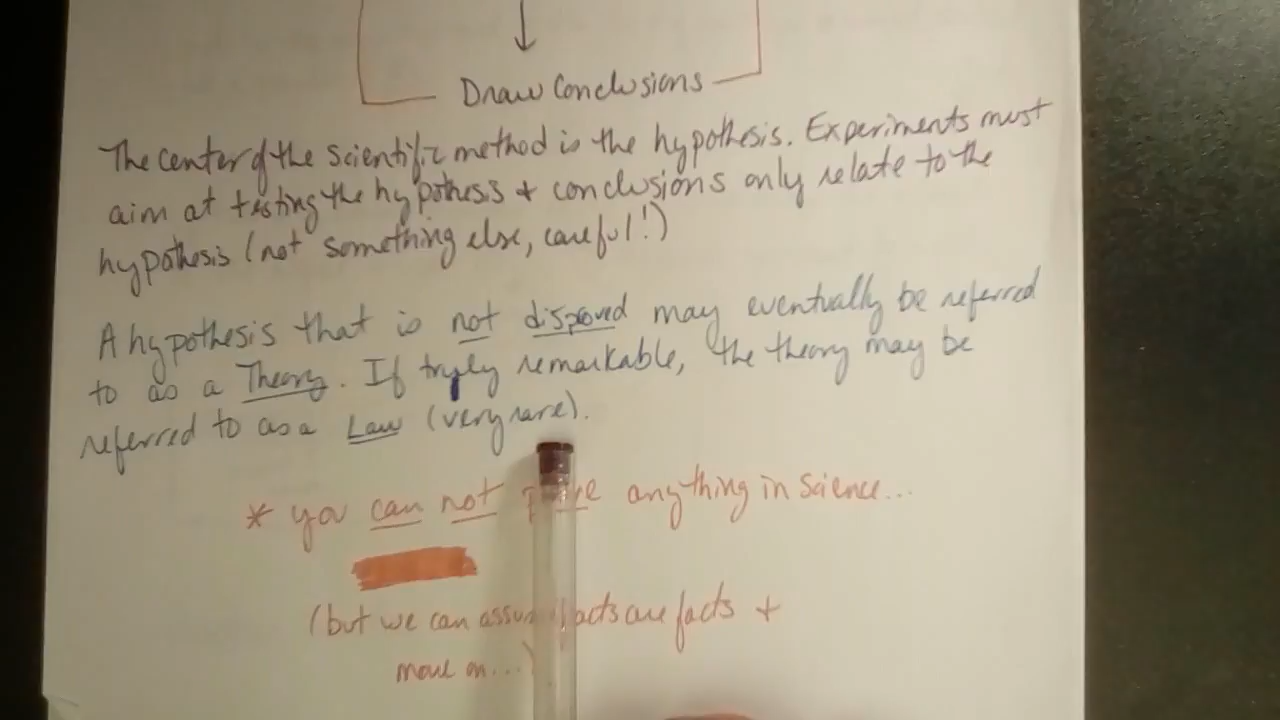 Draw Conclusions
The center of the scientific method is the hypothesis. Experiments must
aim at testing the hypothesis + conclusions only relate to the
hypothesis (not something else, careful!)
A hypothesis that is not disproved may eventually be referred
to as a Theory. If truly remarkable, the theory may be
referred to as a Law (very rare).
* you can not anything in science...
(but we can facts are facts +
move on...)